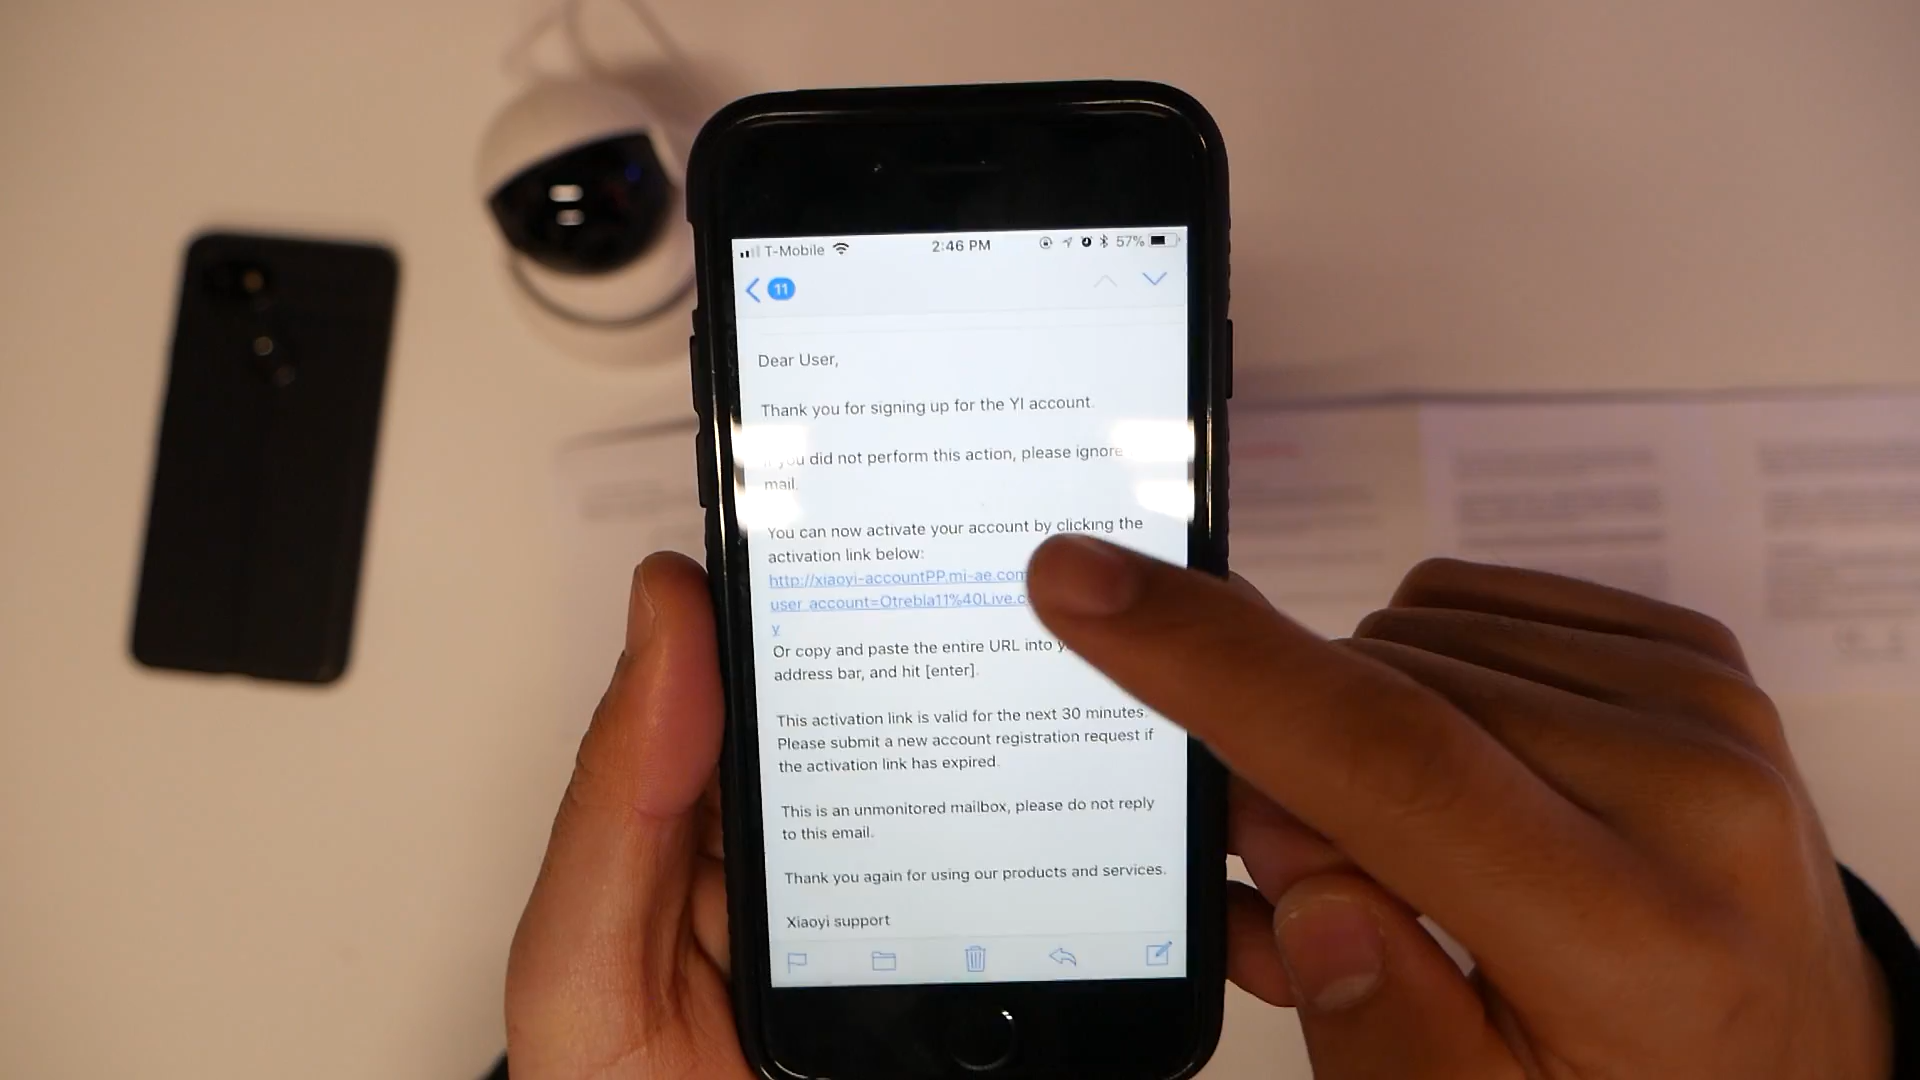 T-Mobile 2:46 PM 57%
11
Dear User,
Thank you for signing up for the YI account.
you did not perform this action, please ignore
mail.
You can now activate your account by clicking the
activation link below:
http://xiaoyi-accountPP.mi-ae.com
user_account=Otrebla11%40Live.c
y
Or copy and paste the entire URL into
address bar, and hit [enter].
This activation link is valid for the next 30 minutes.
Please submit a new account registration request if
the activation link has expired.
This is an unmonitored mailbox, please do not reply
to this email.
Thank you again for using our products and services.
Xiaoyi support